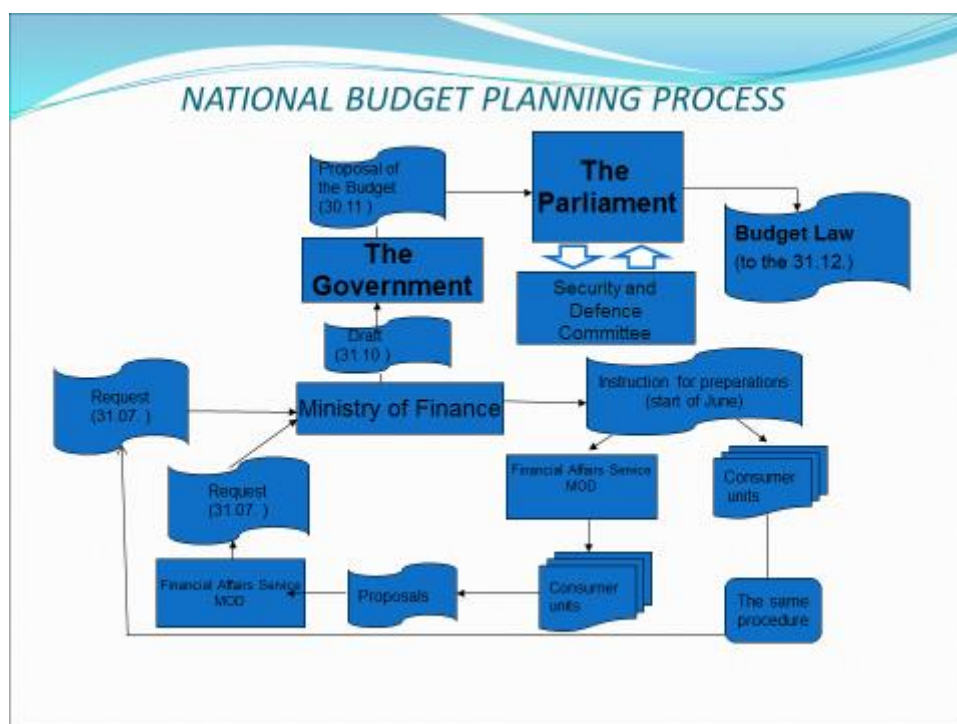 NATIONAL BUDGET PLANNING PROCESS
Proposal of
the Budget
(30.11 )
The
Parliament
Budget Law
(to the 31.12.)
The
Government
Security and
Defence
Committee
Draft
(31.10 )
Request
(31.07. )
Ministry of Finance
Instruction for preparations
(start of June)
Financial Affairs Service
MOD
Consumer
units
Request
(31.07. )
Financial Affairs Service
MOD
Proposals
Consumer
units
The same
procedure